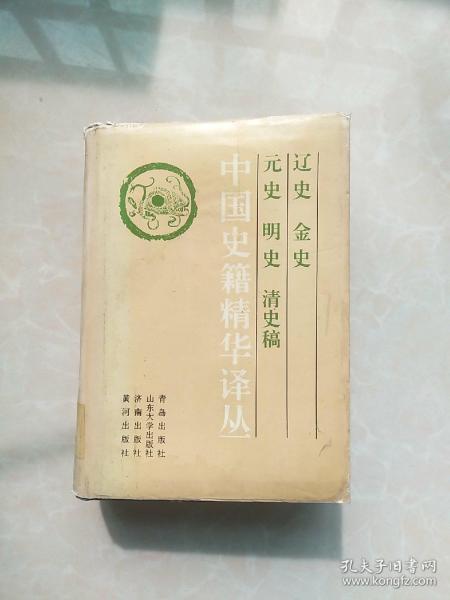 辽史 金史
元史 明史 清史稿
中国史籍精华译丛
青岛出版社
山东大学出版社
济南出版社
黄河出版社
孔夫子旧书网
www.kongfz.com